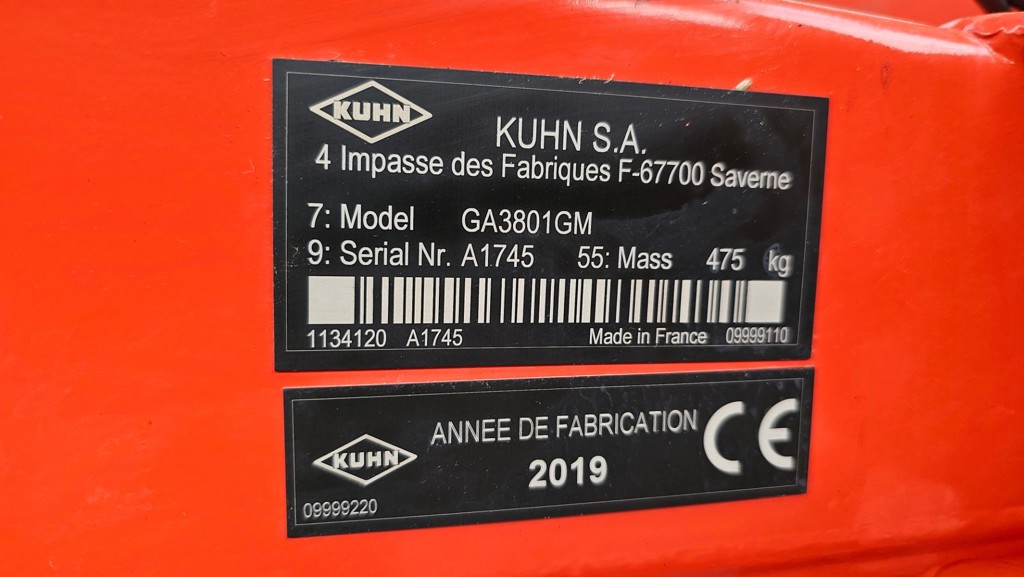 KUHN
KUHN S.A.
4 Impasse des Fabriques F-67700 Saverne
7: Model GA3801GM
9: Serial Nr. A1745 55: Mass 475 kg
1134120 A1745 Made in France 09999110
ANNEE DE FABRICATION CE
KUHN
2019
09999220